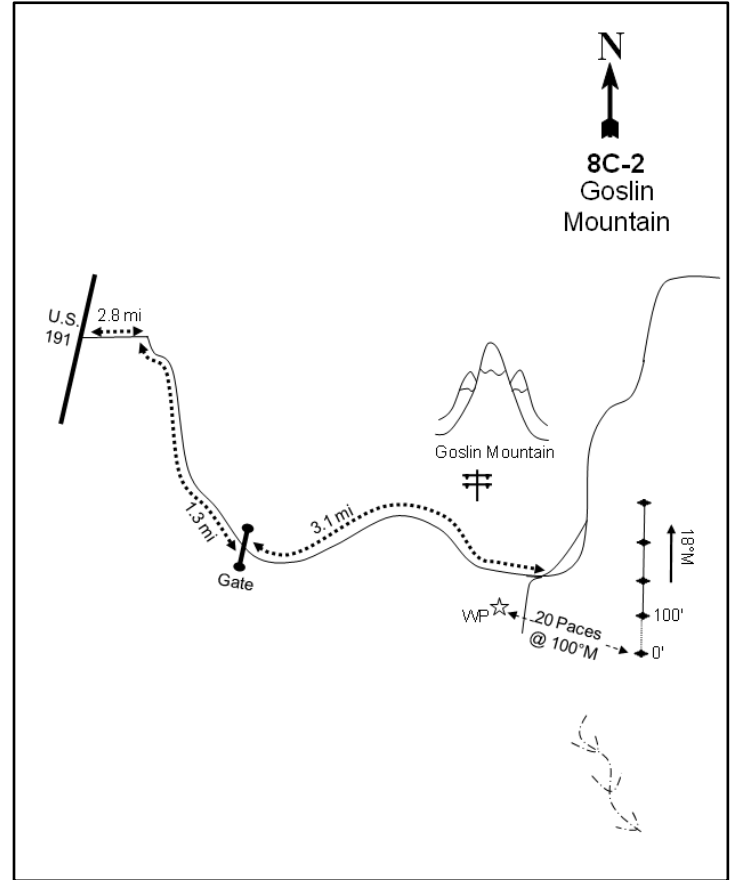 N
8C-2
Goslin
Mountain
U.S.
191
2.8 mi
Goslin Mountain
1.3 mi
3.1 mi
Gate
18°M
WP
20 Paces
@ 100°M
100'
0'